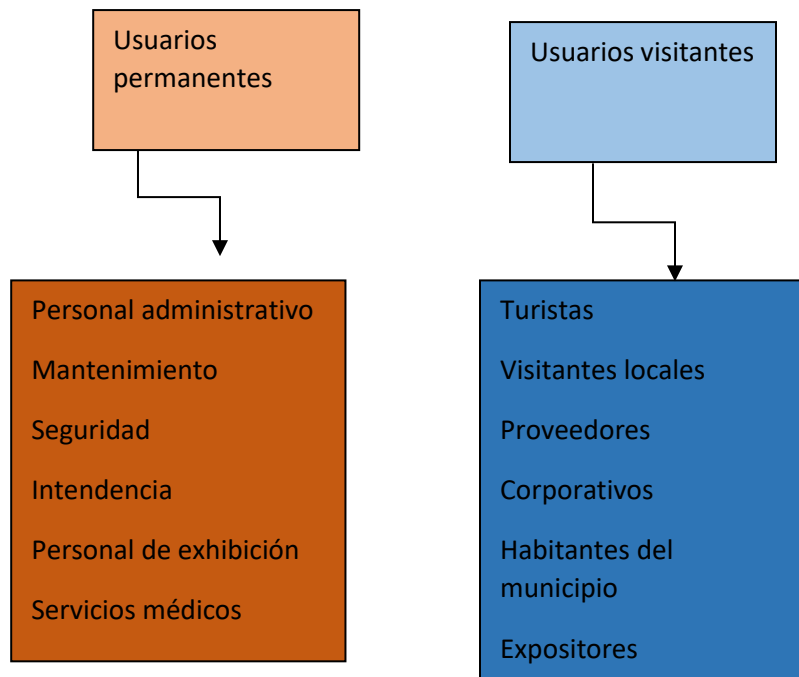 Usuarios
permanentes
Personal administrativo
Mantenimiento
Seguridad
Intendencia
Personal de exhibición
Servicios médicos
Usuarios visitantes
Turistas
Visitantes locales
Proveedores
Corporativos
Habitantes del
municipio
Expositores